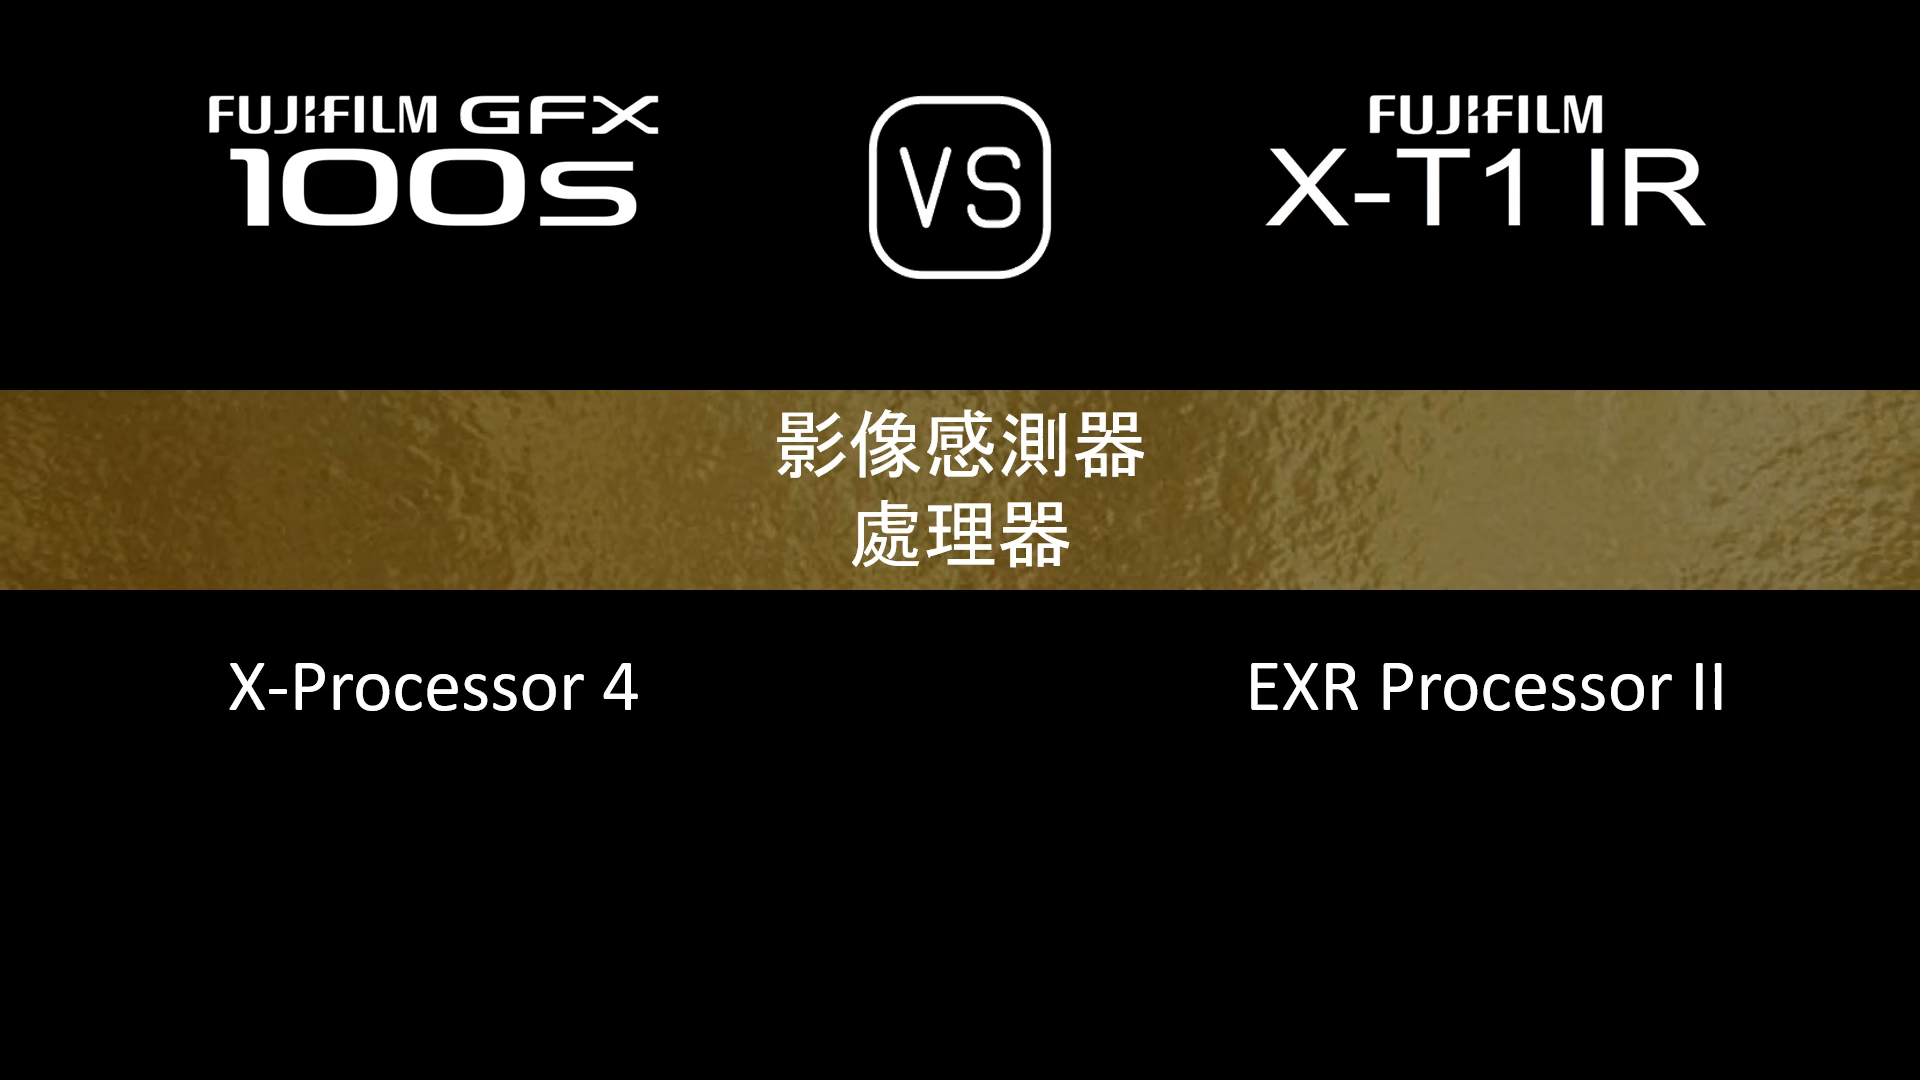 FUJIFILM GFX
100S
VS
FUJIFILM
X-T1 IR
影像感測器
處理器
X-Processor 4
EXR Processor II